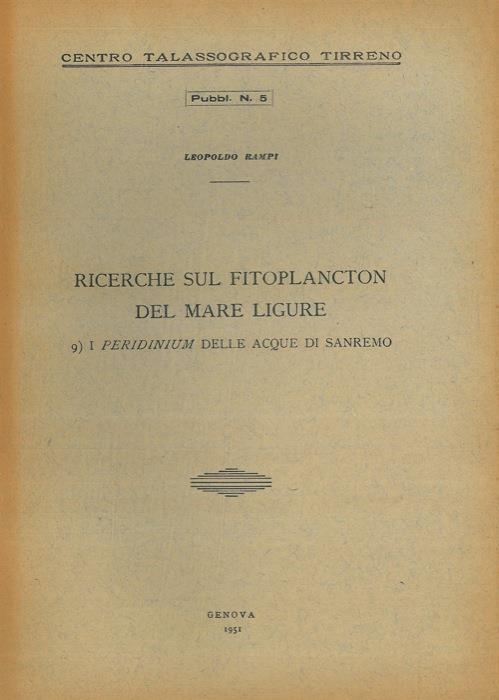 CENTRO TALASSOGRAFICO TIRRENO
Pubbl. N. 5
LEOPOLDO RAMPI
RICERCHE SUL FITOPLANCTON
DEL MARE LIGURE
9) I PERIDINIUM DELLE ACQUE DI SANREMO
GENOVA
1951